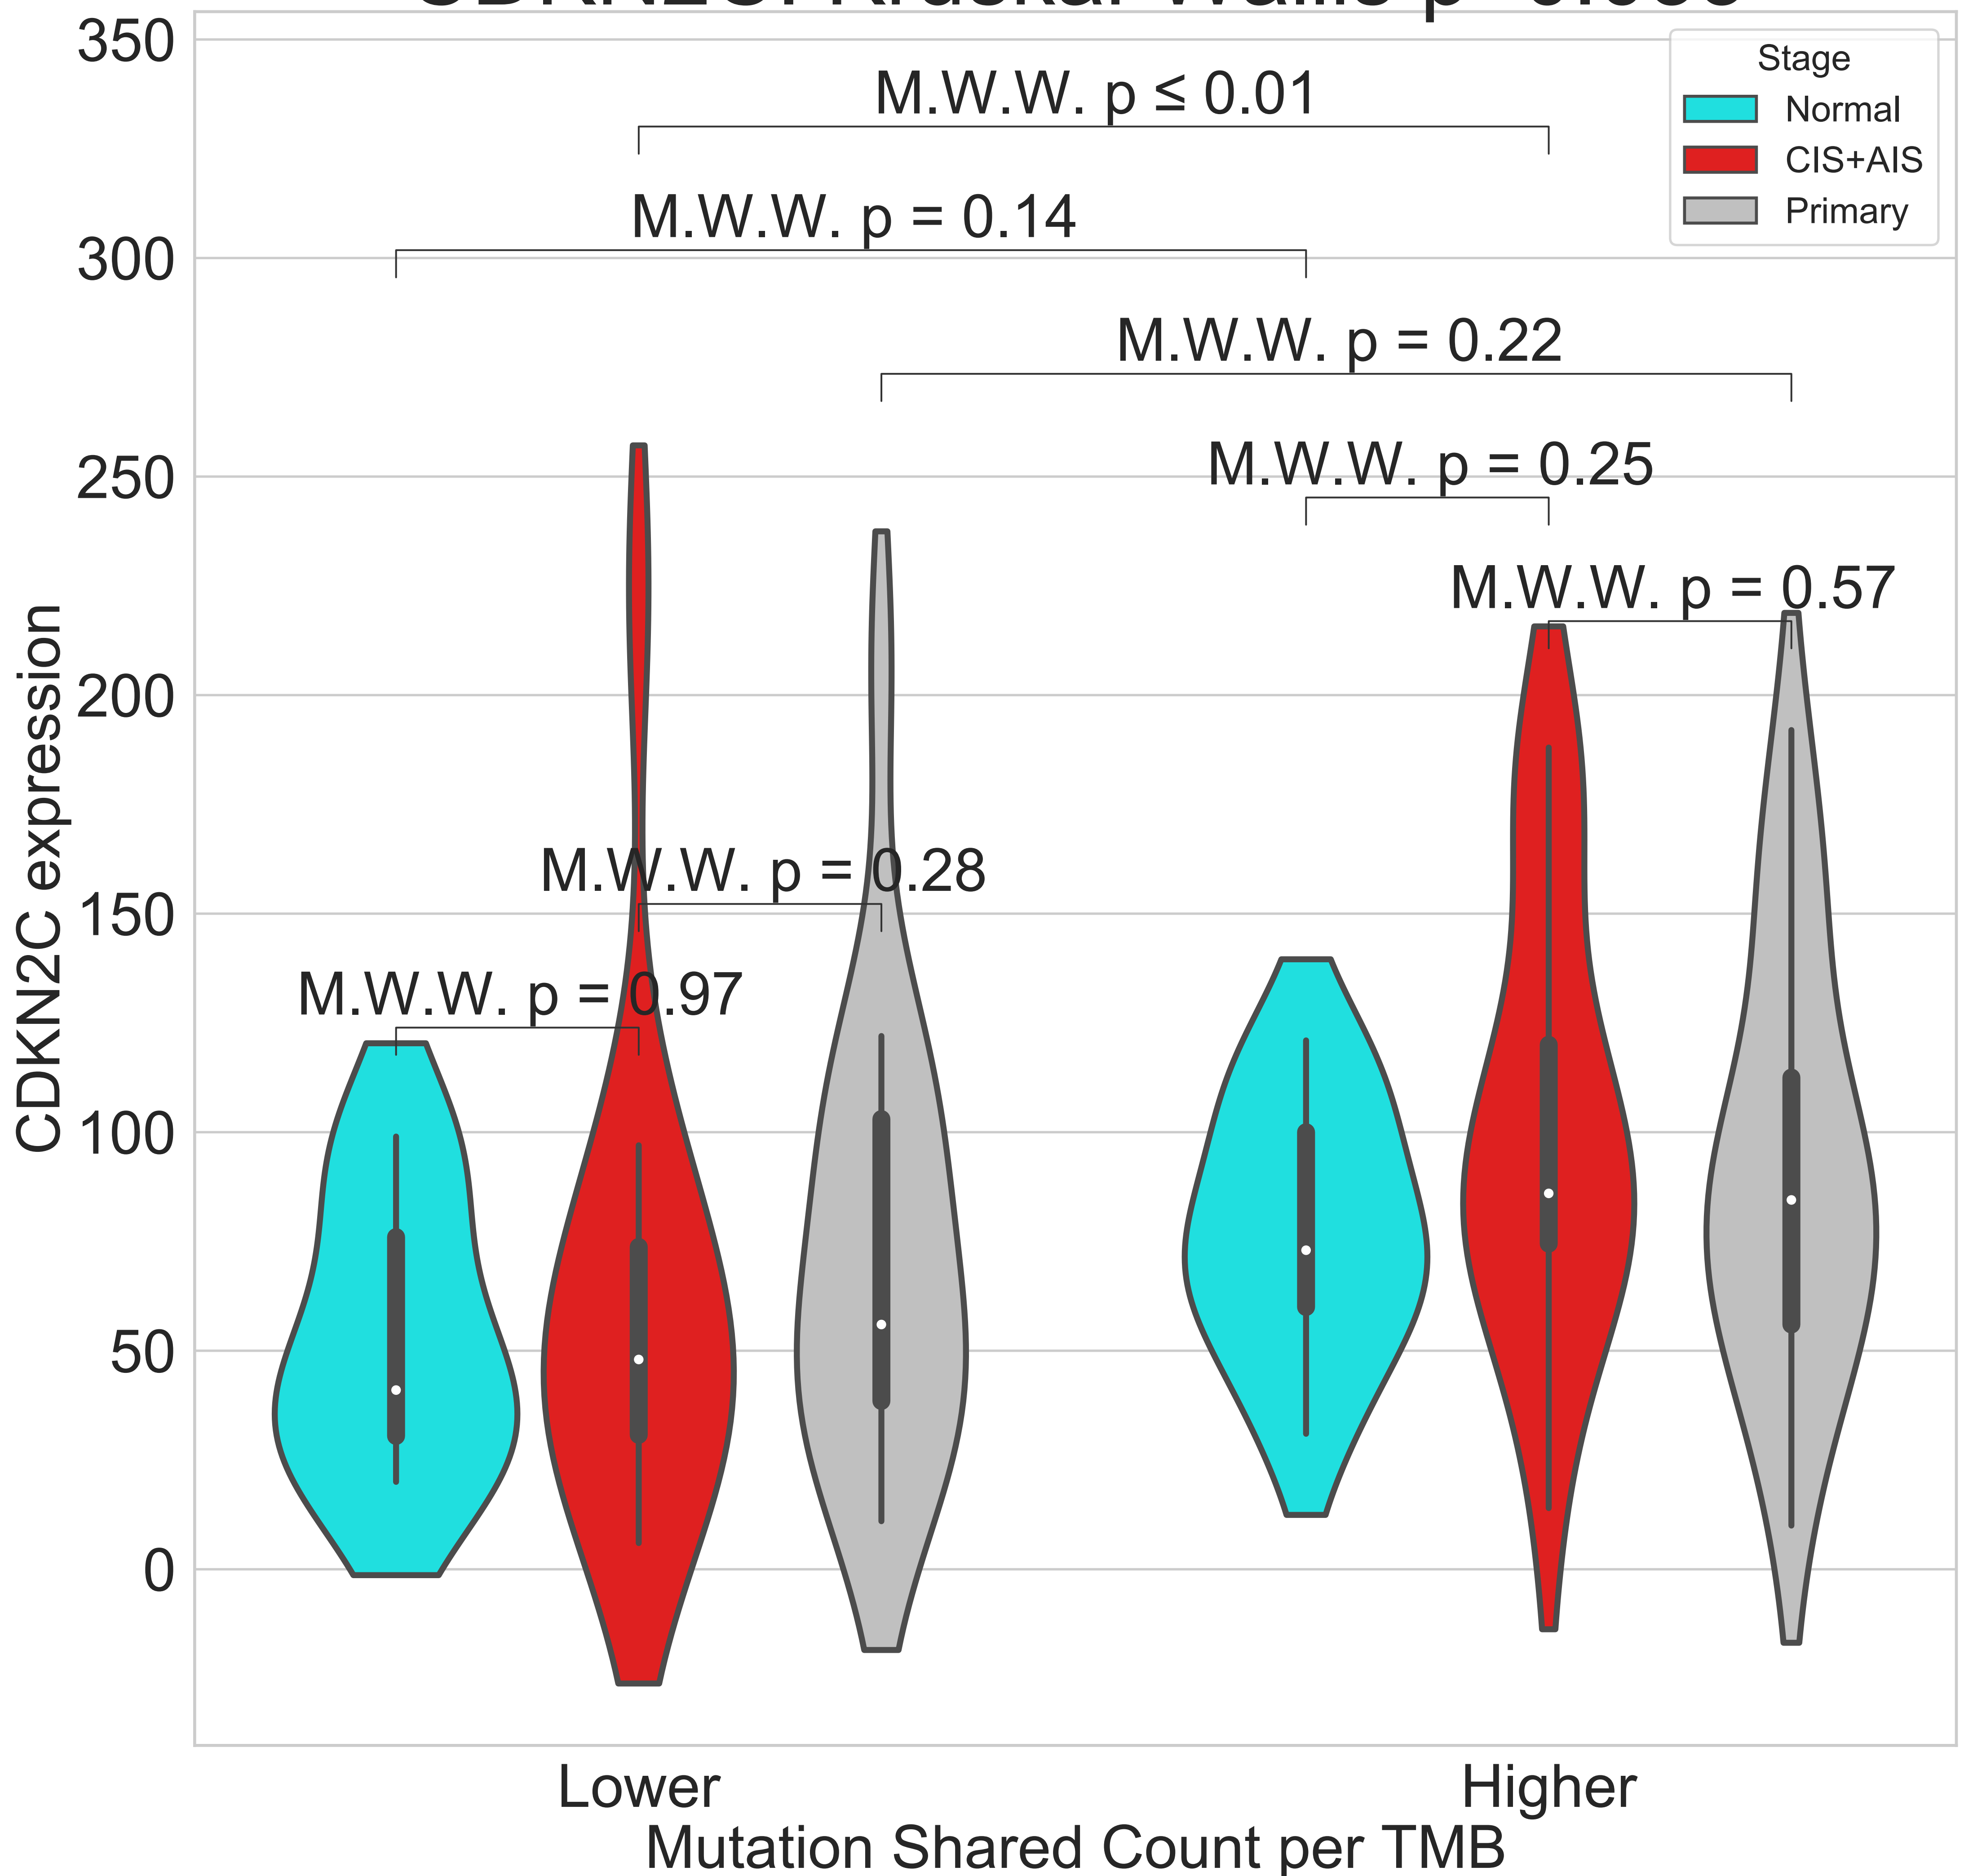 350
M.W.W. p ≤ 0.01
Stage
Normal
CIS+AIS
Primary
M.W.W. p = 0.14
300
M.W.W. p = 0.22
M.W.W. p = 0.25
250
M.W.W. p = 0.57
200
CDKN2C expression
M.W.W. p = 0.28
150
M.W.W. p = 0.97
100
50
0
Lower
Higher
Mutation Shared Count per TMB